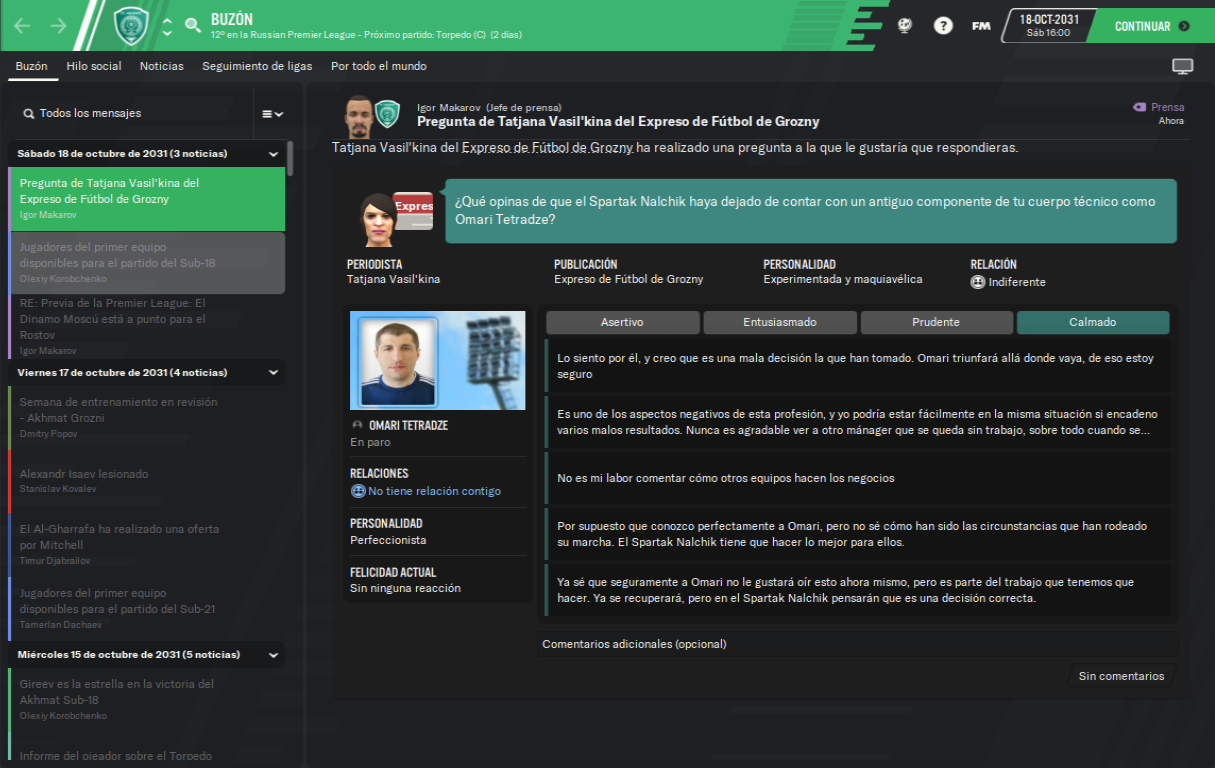 BUZÓN
12º en la Russian Premier League - Próximo partido: Torpedo (C) (2 días)
FM
18-OCT-2031
Sáb 16:00
CONTINUAR
Buzón
Hilo social
Noticias
Seguimiento de ligas
Por todo el mundo
Todos los mensajes
Sábado 18 de octubre de 2031 (3 noticias)
Pregunta de Tatjana Vasil'kina del
Expreso de Fútbol de Grozny
Igor Makarov
Jugadores del primer equipo
disponibles para el partido del Sub-18
Olexiy Korobchenko
RE: Previa de la Premier League: El
Dinamo Moscú está a punto para el
Rostov
Igor Makarov
Viernes 17 de octubre de 2031 (4 noticias)
Semana de entrenamiento en revisión
- Akhmat Grozni
Dmitry Popov
Alexandr Isaev lesionado
Stanislav Kovalev
El Al-Gharrafa ha realizado una oferta
por Mitchell
Timur Djabrailov
Jugadores del primer equipo
disponibles para el partido del Sub-21
Tamerlan Dachaev
Miércoles 15 de octubre de 2031 (5 noticias)
Gireev es la estrella en la victoria del
Akhmat Sub-18
Olexiy Korobchenko
Informe del ojeador sobre el Torpedo
Igor Makarov (Jefe de prensa)
Pregunta de Tatjana Vasil'kina del Expreso de Fútbol de Grozny
Prensa
Ahora
Tatjana Vasil'kina del Expreso de Fútbol de Grozny ha realizado una pregunta a la que le gustaría que respondieras.
Expres
¿Qué opinas de que el Spartak Nalchik haya dejado de contar con un antiguo componente de tu cuerpo técnico como
Omari Tetradze?
PERIODISTA
Tatjana Vasil'kina
PUBLICACIÓN
Expreso de Fútbol de Grozny
PERSONALIDAD
Experimentada y maquiavélica
RELACIÓN
Indiferente
OMARI TETRADZE
En paro
RELACIONES
No tiene relación contigo
PERSONALIDAD
Perfeccionista
FELICIDAD ACTUAL
Sin ninguna reacción
Asertivo
Entusiasmado
Prudente
Calmado
Lo siento por él, y creo que es una mala decisión la que han tomado. Omari triunfará allá donde vaya, de eso estoy
seguro
Es uno de los aspectos negativos de esta profesión, y yo podría estar fácilmente en la misma situación si encadeno
varios malos resultados. Nunca es agradable ver a otro mánager que se queda sin trabajo, sobre todo cuando se...
No es mi labor comentar cómo otros equipos hacen los negocios
Por supuesto que conozco perfectamente a Omari, pero no sé cómo han sido las circunstancias que han rodeado
su marcha. El Spartak Nalchik tiene que hacer lo mejor para ellos.
Ya sé que seguramente a Omari no le gustará oír esto ahora mismo, pero es parte del trabajo que tenemos que
hacer. Ya se recuperará, pero en el Spartak Nalchik pensarán que es una decisión correcta.
Comentarios adicionales (opcional)
Sin comentarios